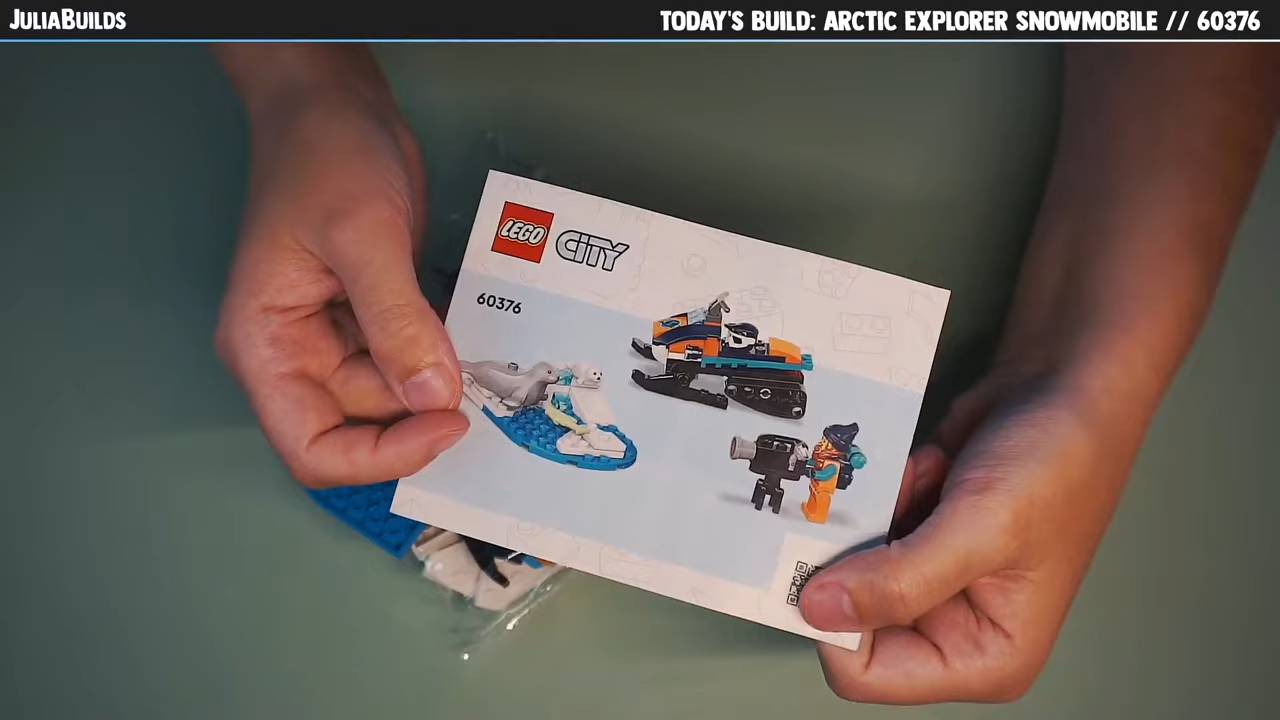 JULIABUILDS
TODAY'S BUILD: ARCTIC EXPLORER SNOWMOBILE // 60376
LEGO
CITY
60376